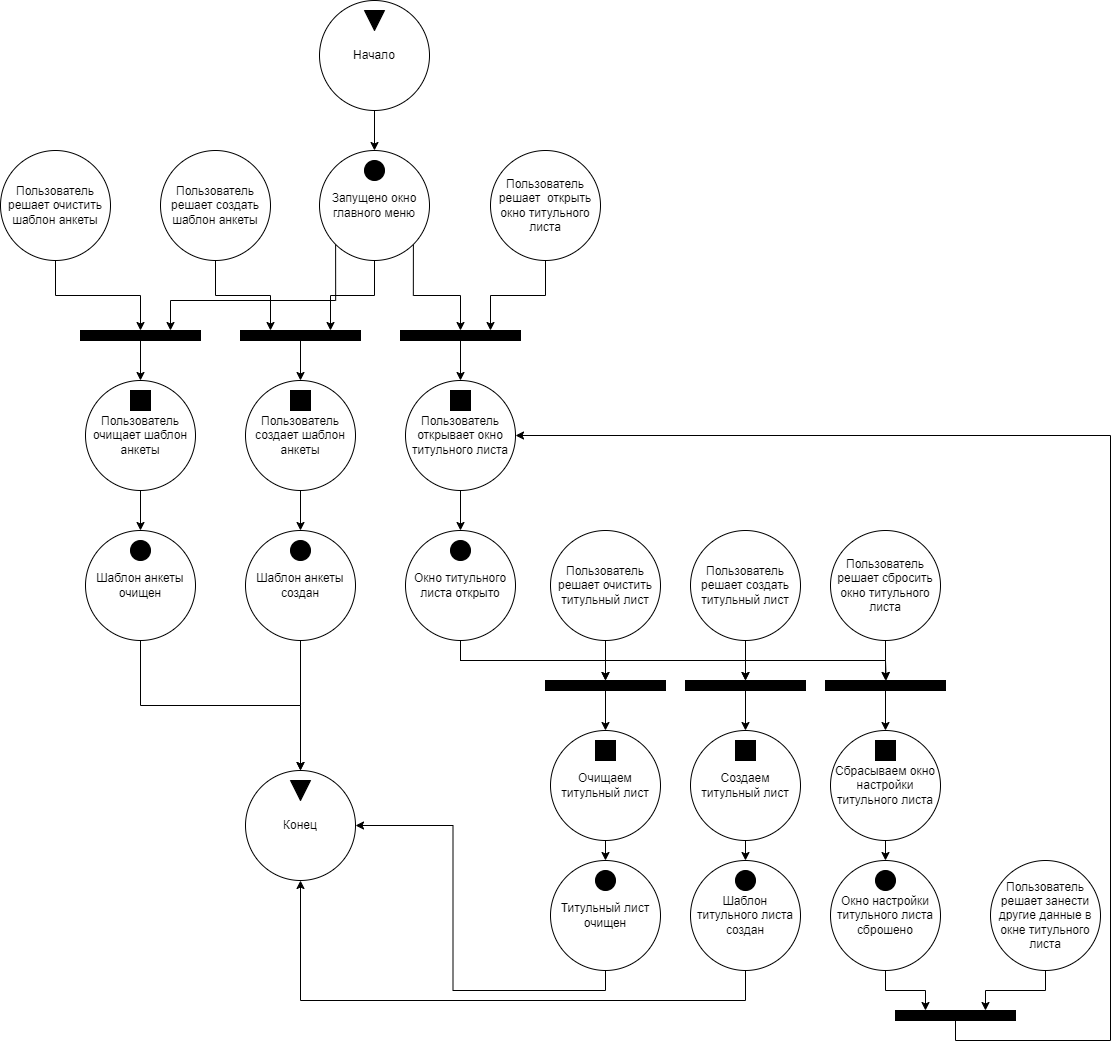 Начало
Пользователь
решает очистить
шаблон анкеты
Пользователь
решает создать
шаблон анкеты
Запущено окно
главного меню
Пользователь
решает открыть
окно титульного
листа
Пользователь
очищает шаблон
анкеты
Пользователь
создает шаблон
анкеты
Пользователь
открывает окно
титульного листа
Шаблон анкеты
очищен
Шаблон анкеты
создан
Окно титульного
листа открыто
Пользователь
решает очистить
титульный лист
Пользователь
решает создать
титульный лист
Пользователь
решает сбросить
окно титульного
листа
Конец
Очищаем
титульный лист
Создаем
титульный лист
Сбрасываем окно
настройки
титульного листа
Титульный лист
очищен
Шаблон
титульного листа
создан
Окно настройки
титульного листа
сброшено
Пользователь
решает занести
другие данные в
окне титульного
листа